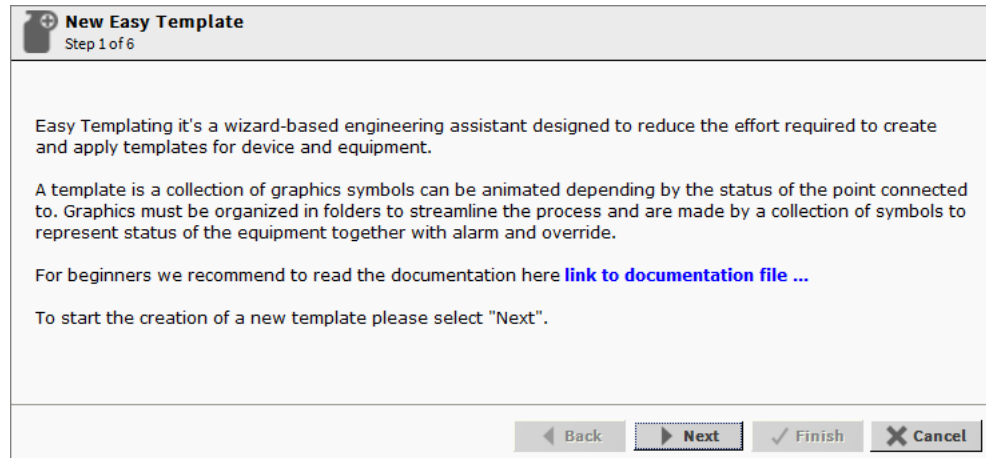 New Easy Template
Step 1 of 6
Easy Templating it's a wizard-based engineering assistant designed to reduce the effort required to create
and apply templates for device and equipment.
A template is a collection of graphics symbols can be animated depending by the status of the point connected
to. Graphics must be organized in folders to streamline the process and are made by a collection of symbols to
represent status of the equipment together with alarm and override.
For beginners we recommend to read the documentation here link to documentation file ...
To start the creation of a new template please select "Next".
Back Next Finish Cancel